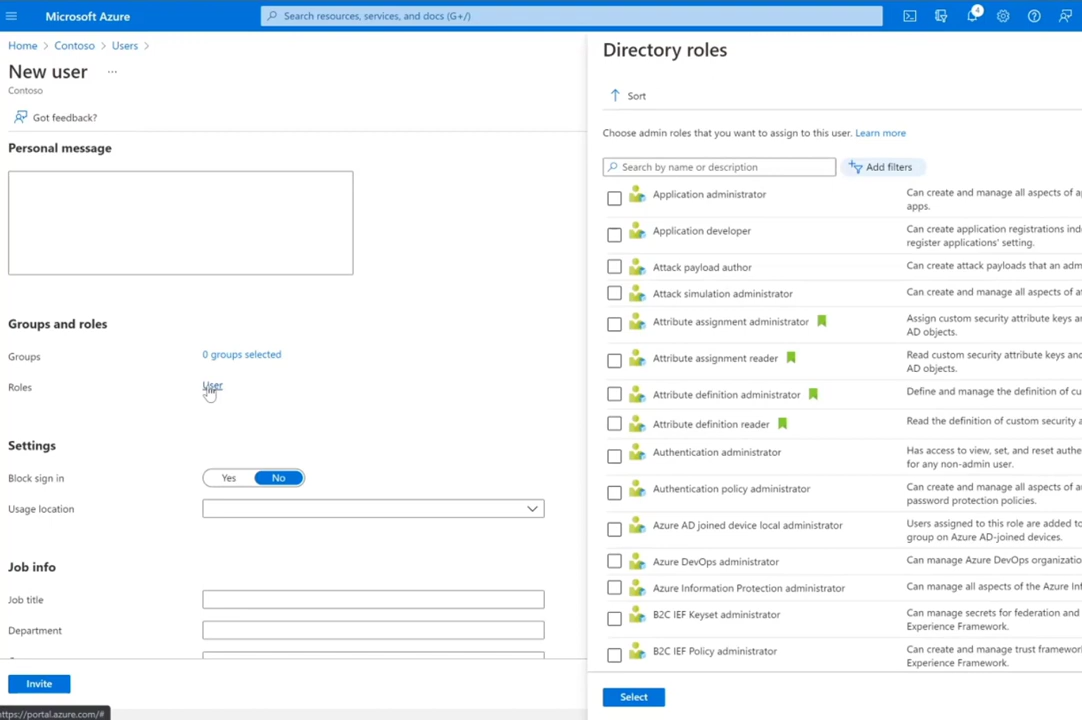 Microsoft Azure
Search resources, services, and docs (G+/)
4
Home > Contoso > Users >
New user ...
Contoso
Got feedback?
Personal message
Groups and roles
Groups
0 groups selected
Roles
User
Settings
Block sign in
Yes No
Usage location
Job info
Job title
Department
Invite
https://portal.azure.com/#
Directory roles
Sort
Choose admin roles that you want to assign to this user. Learn more
Search by name or description
Add filters
Application administrator
Can create and manage all aspects of
apps.
Application developer
Can create application registrations
register applications' setting.
Attack payload author
Can create attack payloads that an
Attack simulation administrator
Can create and manage all aspects of
Attribute assignment administrator
Assign custom security attribute keys
AD objects.
Attribute assignment reader
Read custom security attribute keys
AD objects.
Attribute definition administrator
Define and manage the definition of
Attribute definition reader
Read the definition of custom security
Authentication administrator
Has access to view, set, and reset
for any non-admin user.
Authentication policy administrator
Can create and manage all aspects of
password protection policies.
Azure AD joined device local administrator
Users assigned to this role are added
group on Azure AD-joined devices.
Azure DevOps administrator
Can manage Azure DevOps
Azure Information Protection administrator
Can manage all aspects of the Azure
B2C IEF Keyset administrator
Can manage secrets for federation and
Experience Framework.
B2C IEF Policy administrator
Can create and manage trust
Experience Framework.
Select